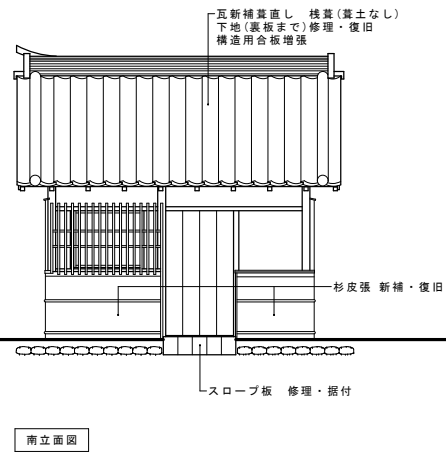 瓦新補葺直し 桟葺(葺土なし)
下地(裏板まで)修理・復旧
構造用合板増張
杉皮張 新補・復旧
スロープ板 修理・据付
南立面図